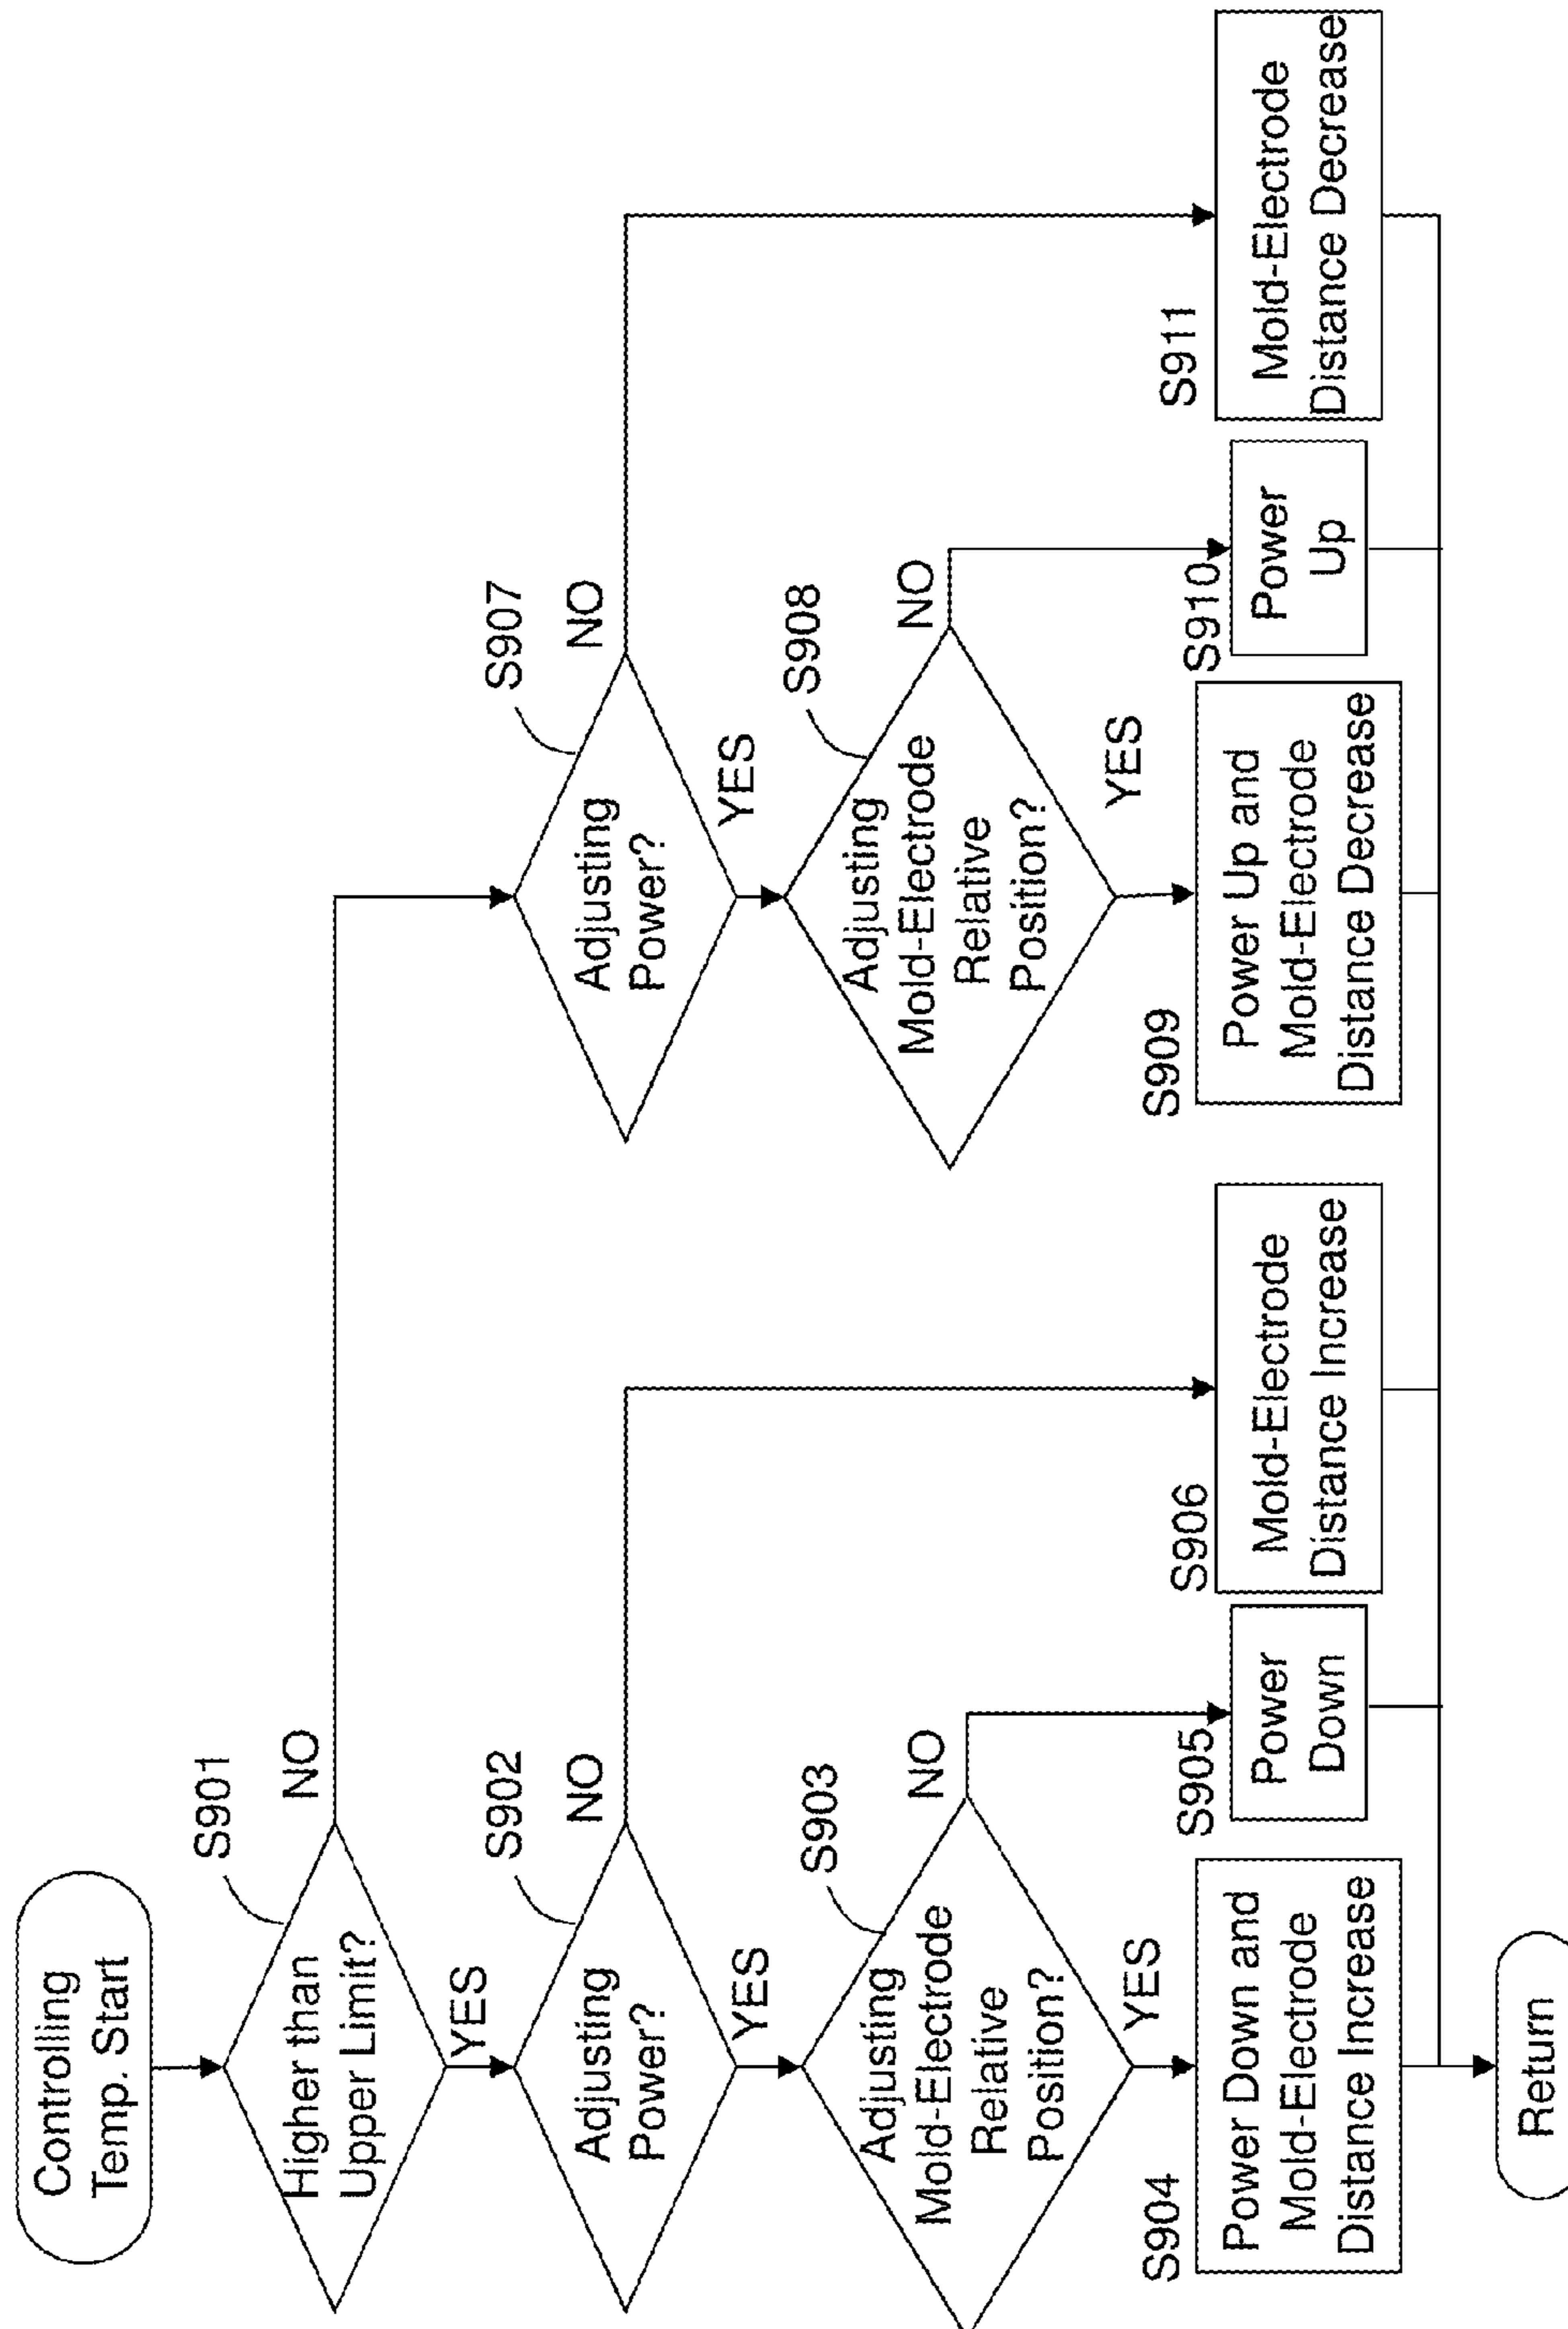 Controlling
Temp. Start
S901
Higher than
Upper Limit?
NO
YES
S902
Adjusting
Power?
NO
YES
S903
Adjusting
Mold-Electrode
Relative
Position?
NO
YES
S904
Power Down and
Mold-Electrode
Distance Increase
S905
Power
Down
S906
Mold-Electrode
Distance Increase
S907
Adjusting
Power?
NO
YES
S908
Adjusting
Mold-Electrode
Relative
Position?
NO
YES
S909
Power Up and
Mold-Electrode
Distance Decrease
S910
Power
Up
S911
Mold-Electrode
Distance Decrease
Return